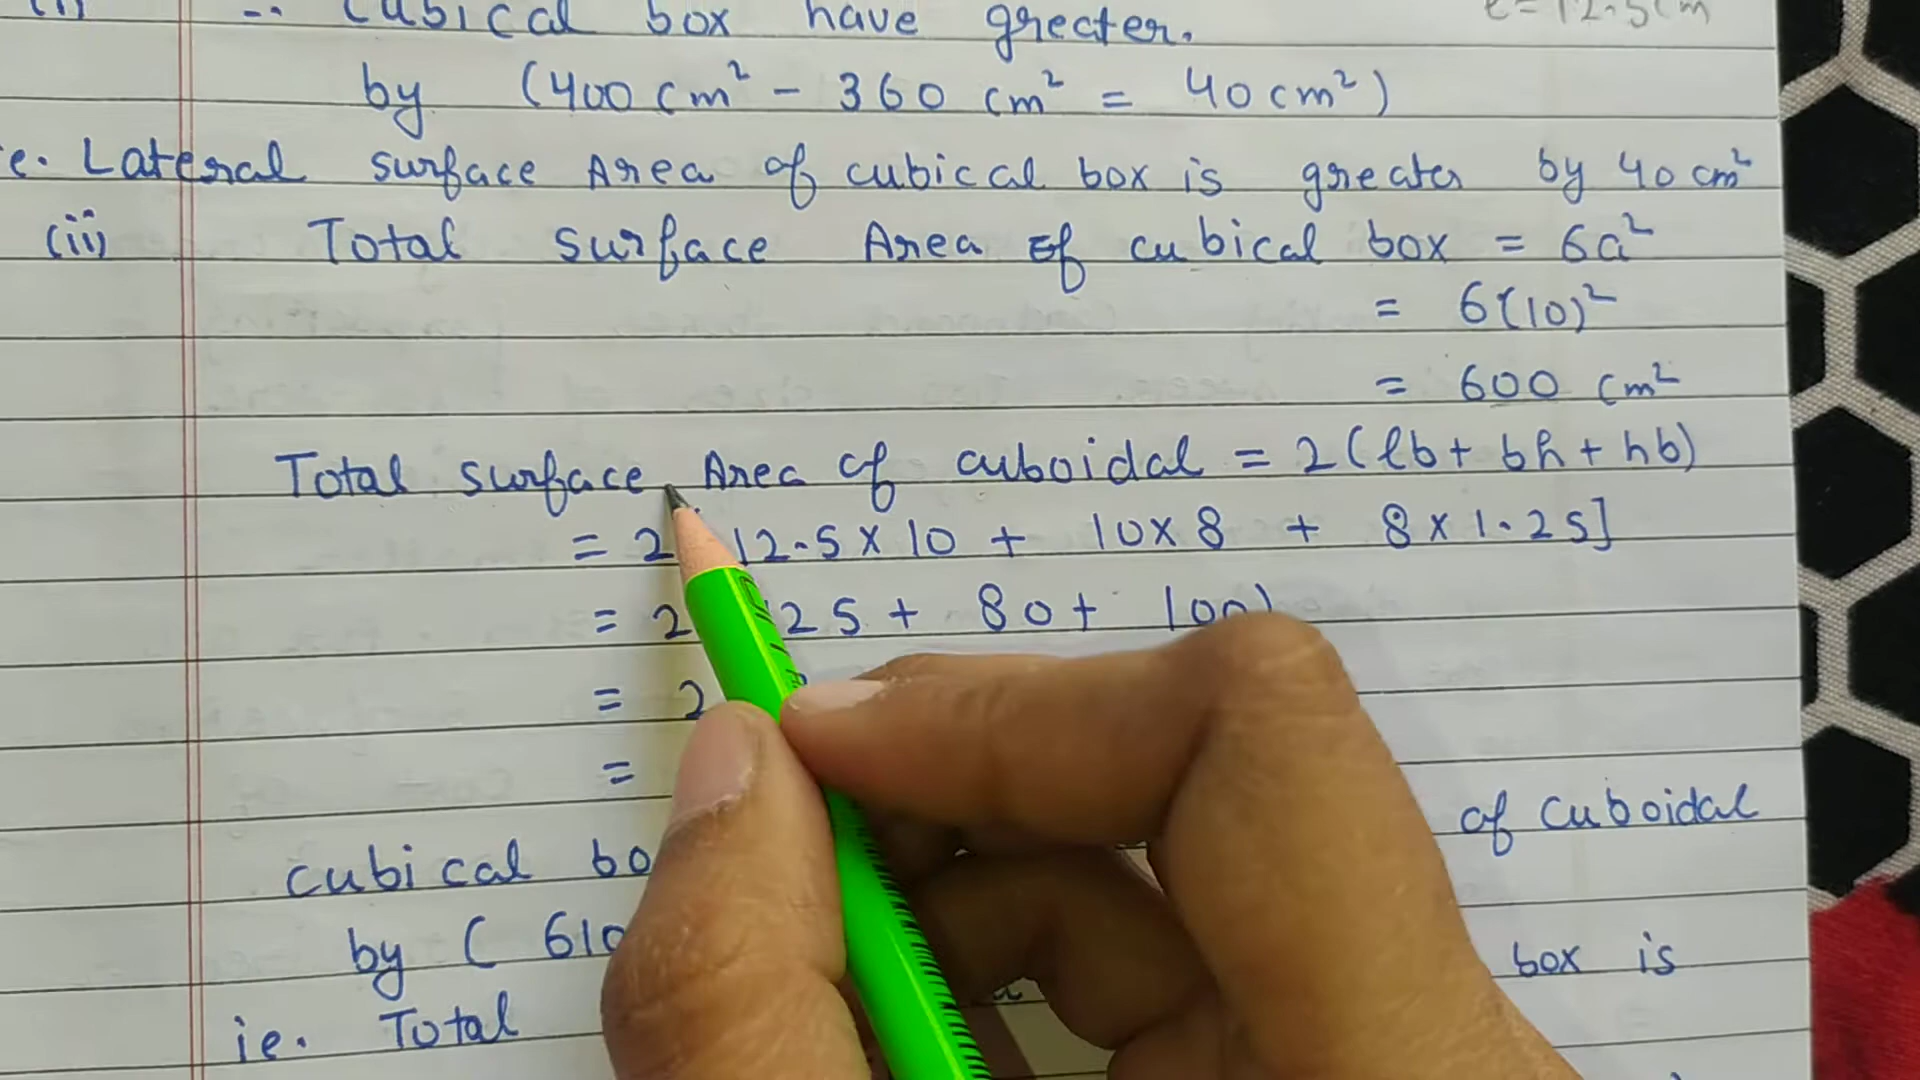 ∴ Cubical box have greater.
by (400 cm² - 360 cm² = 40 cm²)
e. Lateral surface Area of cubical box is greater by 40 cm²
(ii) Total surface Area of cubical box = 6a²
= 6(10)²
= 600 cm²
Total surface Area of cuboidal = 2(lb + bh + hb)
= 2 12.5 × 10 + 10 × 8 + 8 × 1.25]
= 2 25 + 80 + 100)
= 2
=
cubical of cuboidal
by ( 610 box is
ie. Total